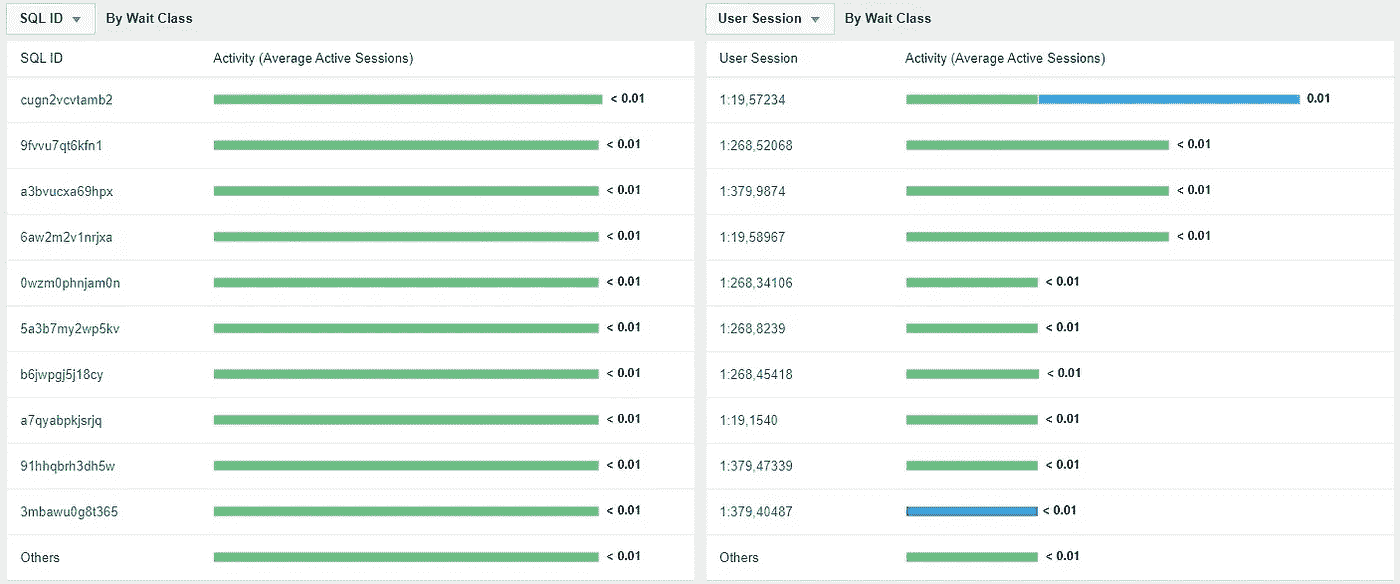 SQL ID By Wait Class
SQL ID Activity (Average Active Sessions)
cugn2vcvtamb2 < 0.01
9fvvu7qt6kfn1 < 0.01
a3bvucxa69hpx < 0.01
6aw2m2v1nrjxa < 0.01
0wzm0phnjam0n < 0.01
5a3b7my2wp5kv < 0.01
b6jwpgj5j18cy < 0.01
a7qyabpkjsrjq < 0.01
91hhqbrh3dh5w < 0.01
3mbawu0g8t365 < 0.01
Others < 0.01
User Session By Wait Class
User Session Activity (Average Active Sessions)
1:19,57234 0.01
1:268,52068 < 0.01
1:379,9874 < 0.01
1:19,58967 < 0.01
1:268,34106 < 0.01
1:268,8239 < 0.01
1:268,45418 < 0.01
1:19,1540 < 0.01
1:379,47339 < 0.01
1:379,40487 < 0.01
Others < 0.01